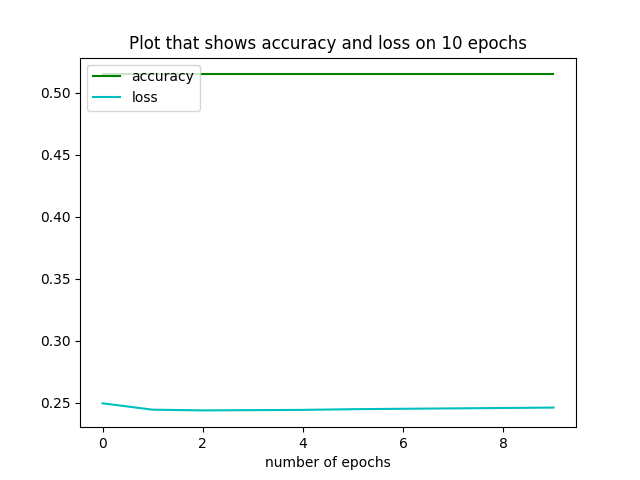 Plot that shows accuracy and loss on 10 epochs
accuracy
loss
0.50
0.45
0.40
0.35
0.30
0.25
0 2 4 6 8
number of epochs